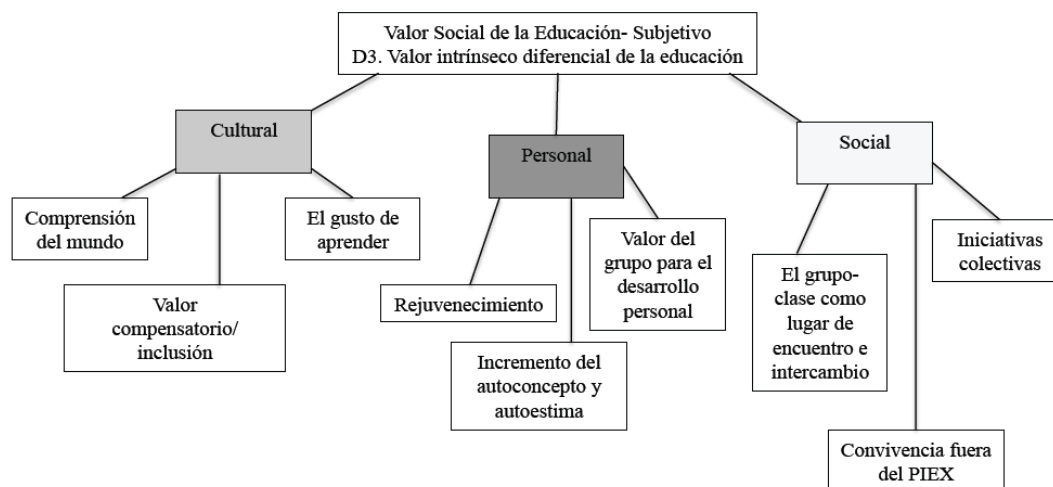 Valor Social de la Educación- Subjetivo
D3. Valor intrínseco diferencial de la educación
Cultural
Personal
Social
Comprensión
del mundo
El gusto de
aprender
Valor
compensatorio/
inclusión
Rejuvenecimiento
Valor del
grupo para el
desarrollo
personal
Incremento del
autoconcepto y
autoestima
El grupo-
clase como
lugar de
encuentro e
intercambio
Iniciativas
colectivas
Convivencia fuera
del PIEX